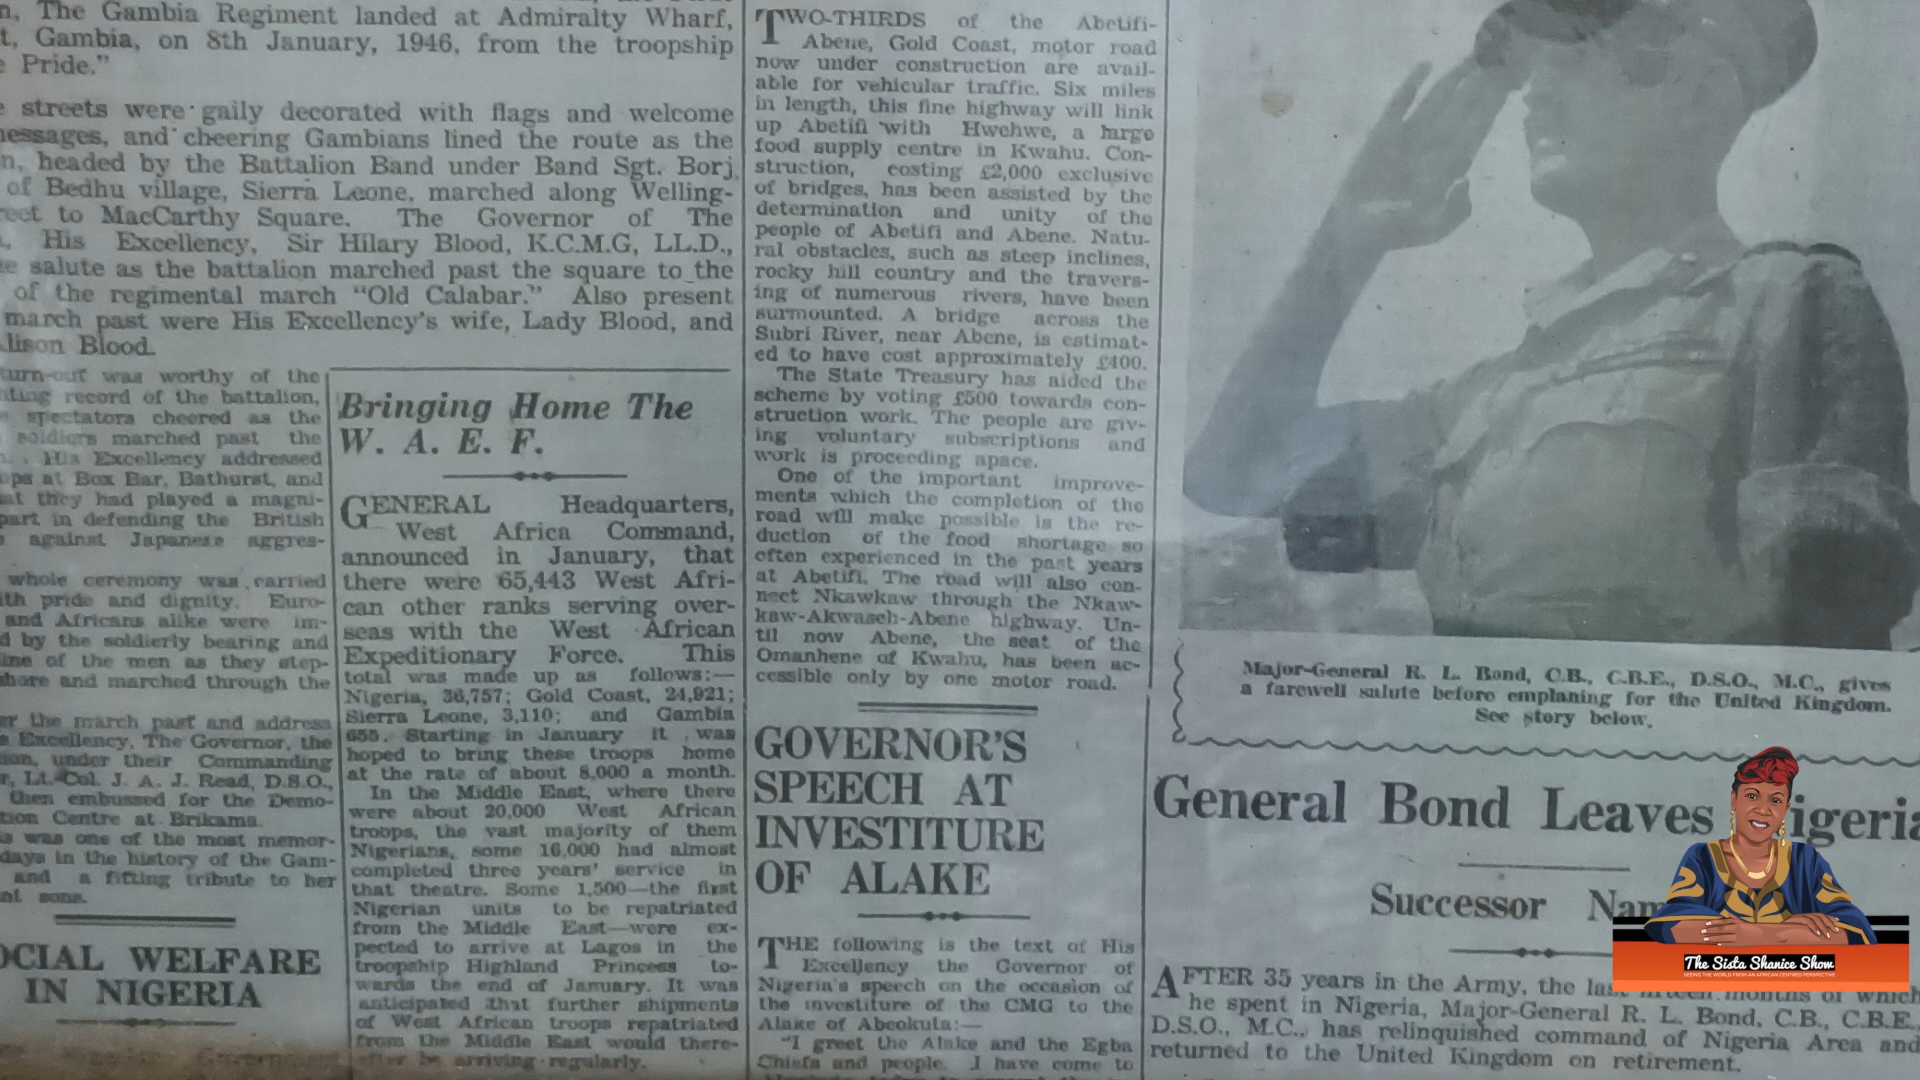 n, The Gambia Regiment landed at Admiralty Wharf,
t, Gambia, on 8th January, 1946, from the troopship
e Pride."
e streets were gaily decorated with flags and welcome
nessages, and cheering Gambians lined the route as the
n, headed by the Battalion Band under Band Sgt. Borj
of Bedhu village, Sierra Leone, marched along Welling-
reet to MacCarthy Square. The Governor of The
His Excellency, Sir Hilary Blood, K.C.M.G, LL.D.,
e salute as the battalion marched past the square to the
of the regimental march "Old Calabar." Also present
march past were His Excellency's wife, Lady Blood, and
lison Blood.
turn-out was worthy of the
ting record of the battalion,
e spectators cheered as the
soldiers marched past the
His Excellency addressed
ops at Box Bar, Bathurst, and
at they had played a magni-
part in defending the British
against Japanese aggres-
whole ceremony was carried
ith pride and dignity. Euro-
and Africans alike were im-
d by the soldierly bearing and
line of the men as they step-
shore and marched through the
er the march past and address
e Excellency, The Governor, the
lion, under their Commanding
r, Lt.-Col. J. A. J. Read, D.S.O.,
then embussed for the Demo-
tion Centre at Brikama.
is was one of the most memor-
days in the history of the Gam-
and a fitting tribute to her
nt sons.
OCIAL WELFARE
IN NIGERIA
Bringing Home The
W. A. E. F.
GENERAL Headquarters,
West Africa Command,
announced in January, that
there were 65,443 West Afri-
can other ranks serving over-
seas with the West African
Expeditionary Force. This
total was made up as follows:—
Nigeria, 36,757; Gold Coast, 24,921;
Sierra Leone, 3,110; and Gambia
655. Starting in January it was
hoped to bring these troops home
at the rate of about 8,000 a month.
In the Middle East, where there
were about 20,000 West African
troops, the vast majority of them
Nigerians, some 16,000 had almost
completed three years' service in
that theatre. Some 1,500—the first
Nigerian units to be repatriated
from the Middle East—were ex-
pected to arrive at Lagos in the
troopship Highland Princess to-
wards the end of January. It was
anticipated that further shipments
of West African troops repatriated
from the Middle East would there-
after be arriving regularly.
TWO-THIRDS of the Abetifi-
Abene, Gold Coast, motor road
now under construction are avail-
able for vehicular traffic. Six miles
in length, this fine highway will link
up Abetifi with Hwehwe, a large
food supply centre in Kwahu. Con-
struction, costing £2,000 exclusive
of bridges, has been assisted by the
determination and unity of the
people of Abetifi and Abene. Natu-
ral obstacles, such as steep inclines,
rocky hill country and the travers-
ing of numerous rivers, have been
surmounted. A bridge across the
Subri River, near Abene, is estimat-
ed to have cost approximately £400.
The State Treasury has aided the
scheme by voting £500 towards con-
struction work. The people are giv-
ing voluntary subscriptions and
work is proceeding apace.
One of the important improve-
ments which the completion of the
road will make possible is the re-
duction of the food shortage so
often experienced in the past years
at Abetifi. The road will also con-
nect Nkawkaw through the Nkaw-
kaw-Akwaseh-Abene highway. Un-
til now Abene, the seat of the
Omanhene of Kwahu, has been ac-
cessible only by one motor road.
GOVERNOR'S
SPEECH AT
INVESTITURE
OF ALAKE
THE following is the text of His
Excellency the Governor of
Nigeria's speech on the occasion of
the investiture of the CMG to the
Alake of Abeokuta:—
"I greet the Alake and the Egba
Chiefs and people. I have come to
Major-General R. L. Bond, C.B., C.B.E., D.S.O., M.C., gives
a farewell salute before emplaning for the United Kingdom.
See story below.
General Bond Leaves igeria
Successor Nam
AFTER 35 years in the Army, the last fifteen months of which
he spent in Nigeria, Major-General R. L. Bond, C.B., C.B.E.,
D.S.O., M.C., has relinquished command of Nigeria Area and
returned to the United Kingdom on retirement.
The Sista Shanice Show
SEEING THE WORLD FROM AN AFRICAN CENTRED PERSPECTIVE